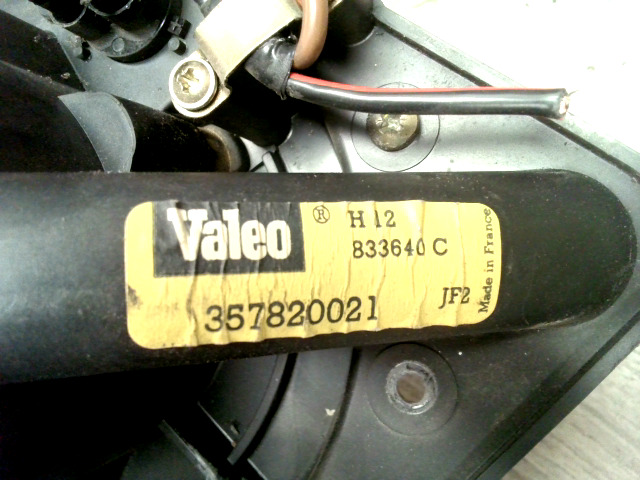 Valeo ® H 12
833640 C
357820021
JF2
Made in France